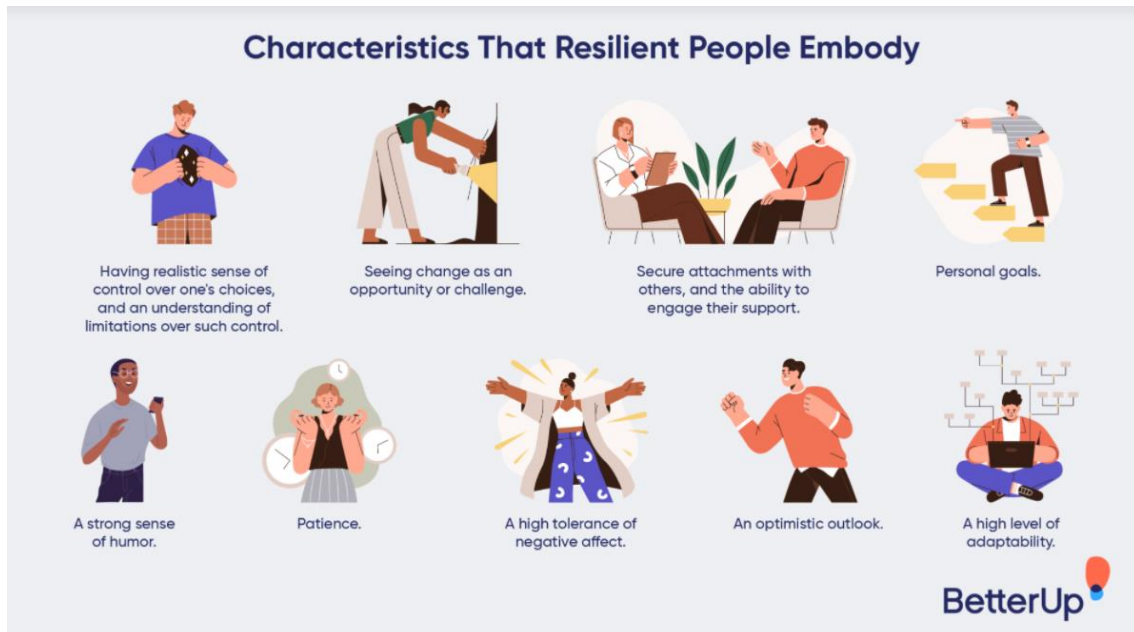 Characteristics That Resilient People Embody
Having realistic sense of
control over one's choices,
and an understanding of
limitations over such control.
Seeing change as an
opportunity or challenge.
Secure attachments with
others, and the ability to
engage their support.
Personal goals.
A strong sense
of humor.
Patience.
A high tolerance of
negative affect.
An optimistic outlook.
A high level of
adaptability.
BetterUp